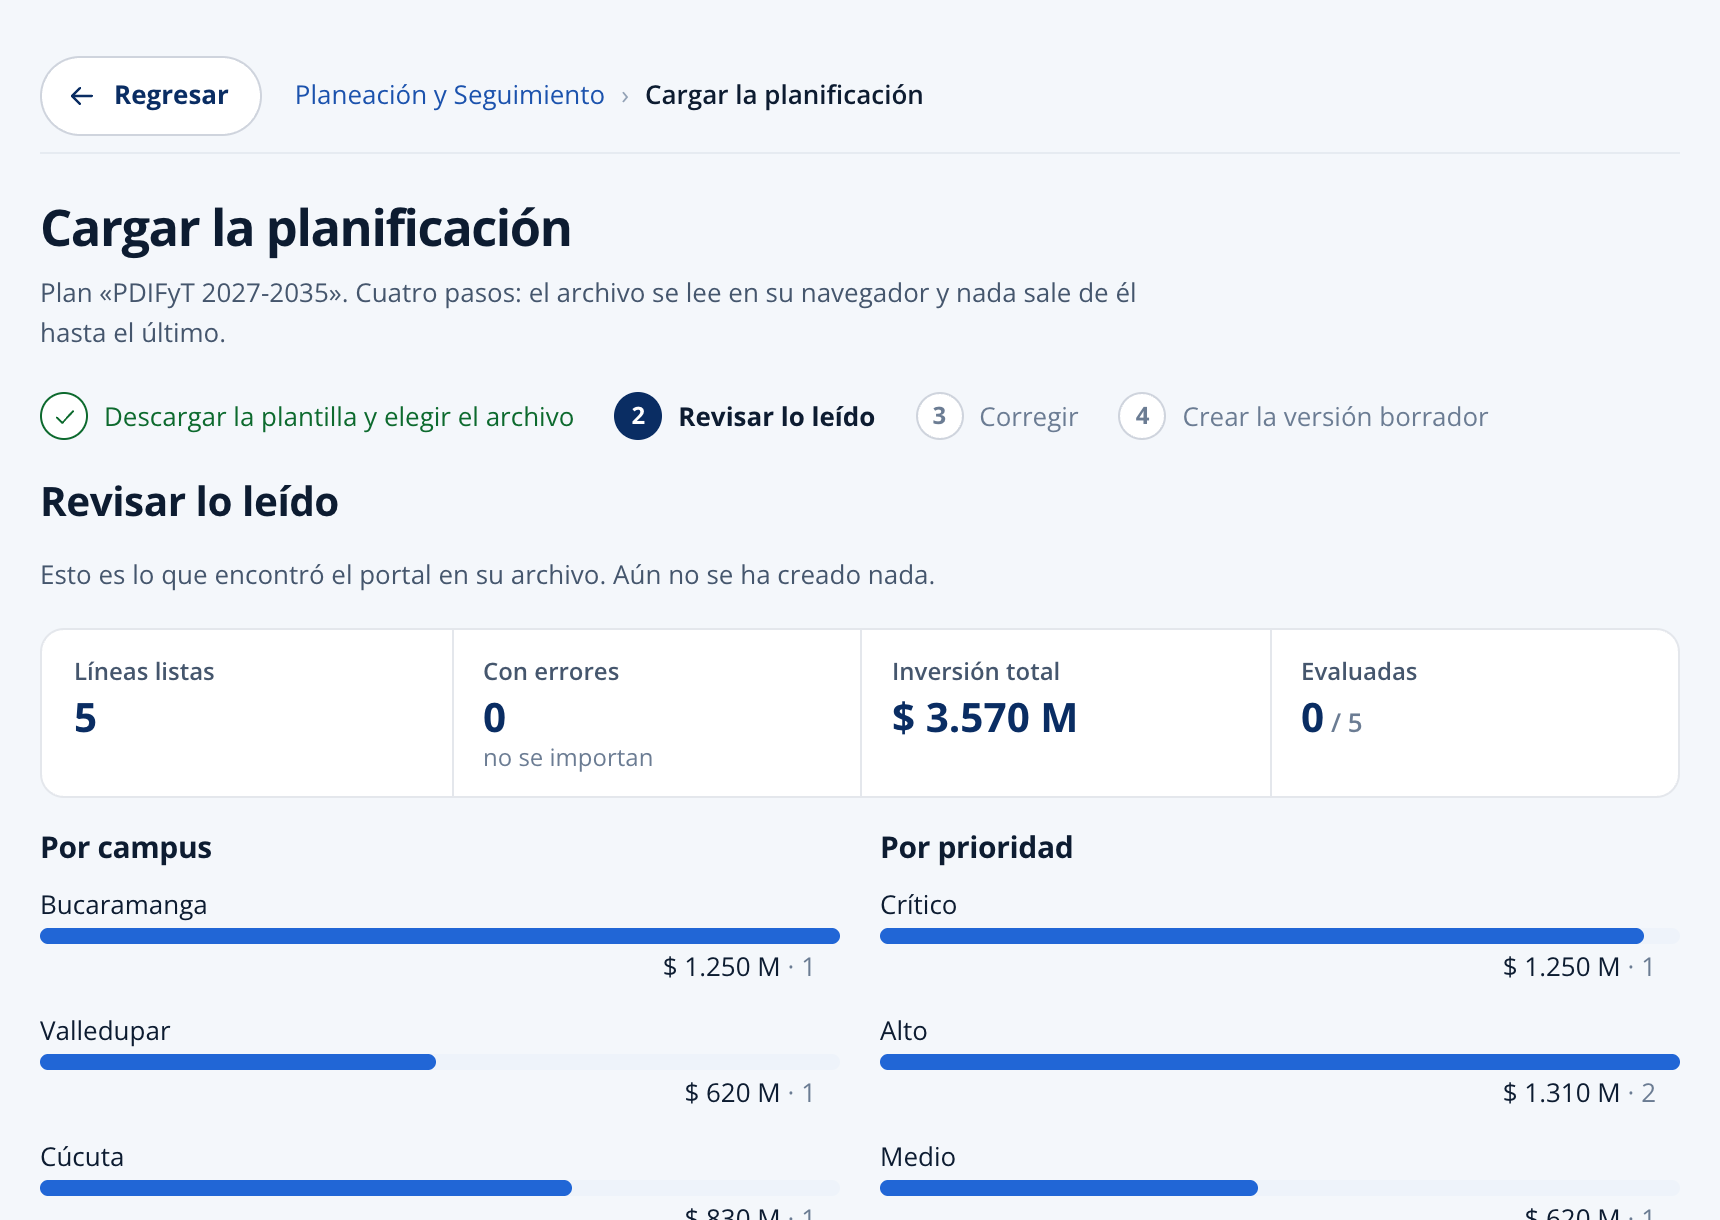 Regresar
Planeación y Seguimiento › Cargar la planificación
Cargar la planificación
Plan «PDIFyT 2027-2035». Cuatro pasos: el archivo se lee en su navegador y nada sale de él
hasta el último.
Descargar la plantilla y elegir el archivo
2 Revisar lo leído
3 Corregir
4 Crear la versión borrador
Revisar lo leído
Esto es lo que encontró el portal en su archivo. Aún no se ha creado nada.
Líneas listas
5
Con errores
0
no se importan
Inversión total
$ 3.570 M
Evaluadas
0 / 5
Por campus
Bucaramanga
$ 1.250 M · 1
Valledupar
$ 620 M · 1
Cúcuta
$ 830 M · 1
Por prioridad
Crítico
$ 1.250 M · 1
Alto
$ 1.310 M · 2
Medio
$ 620 M · 1